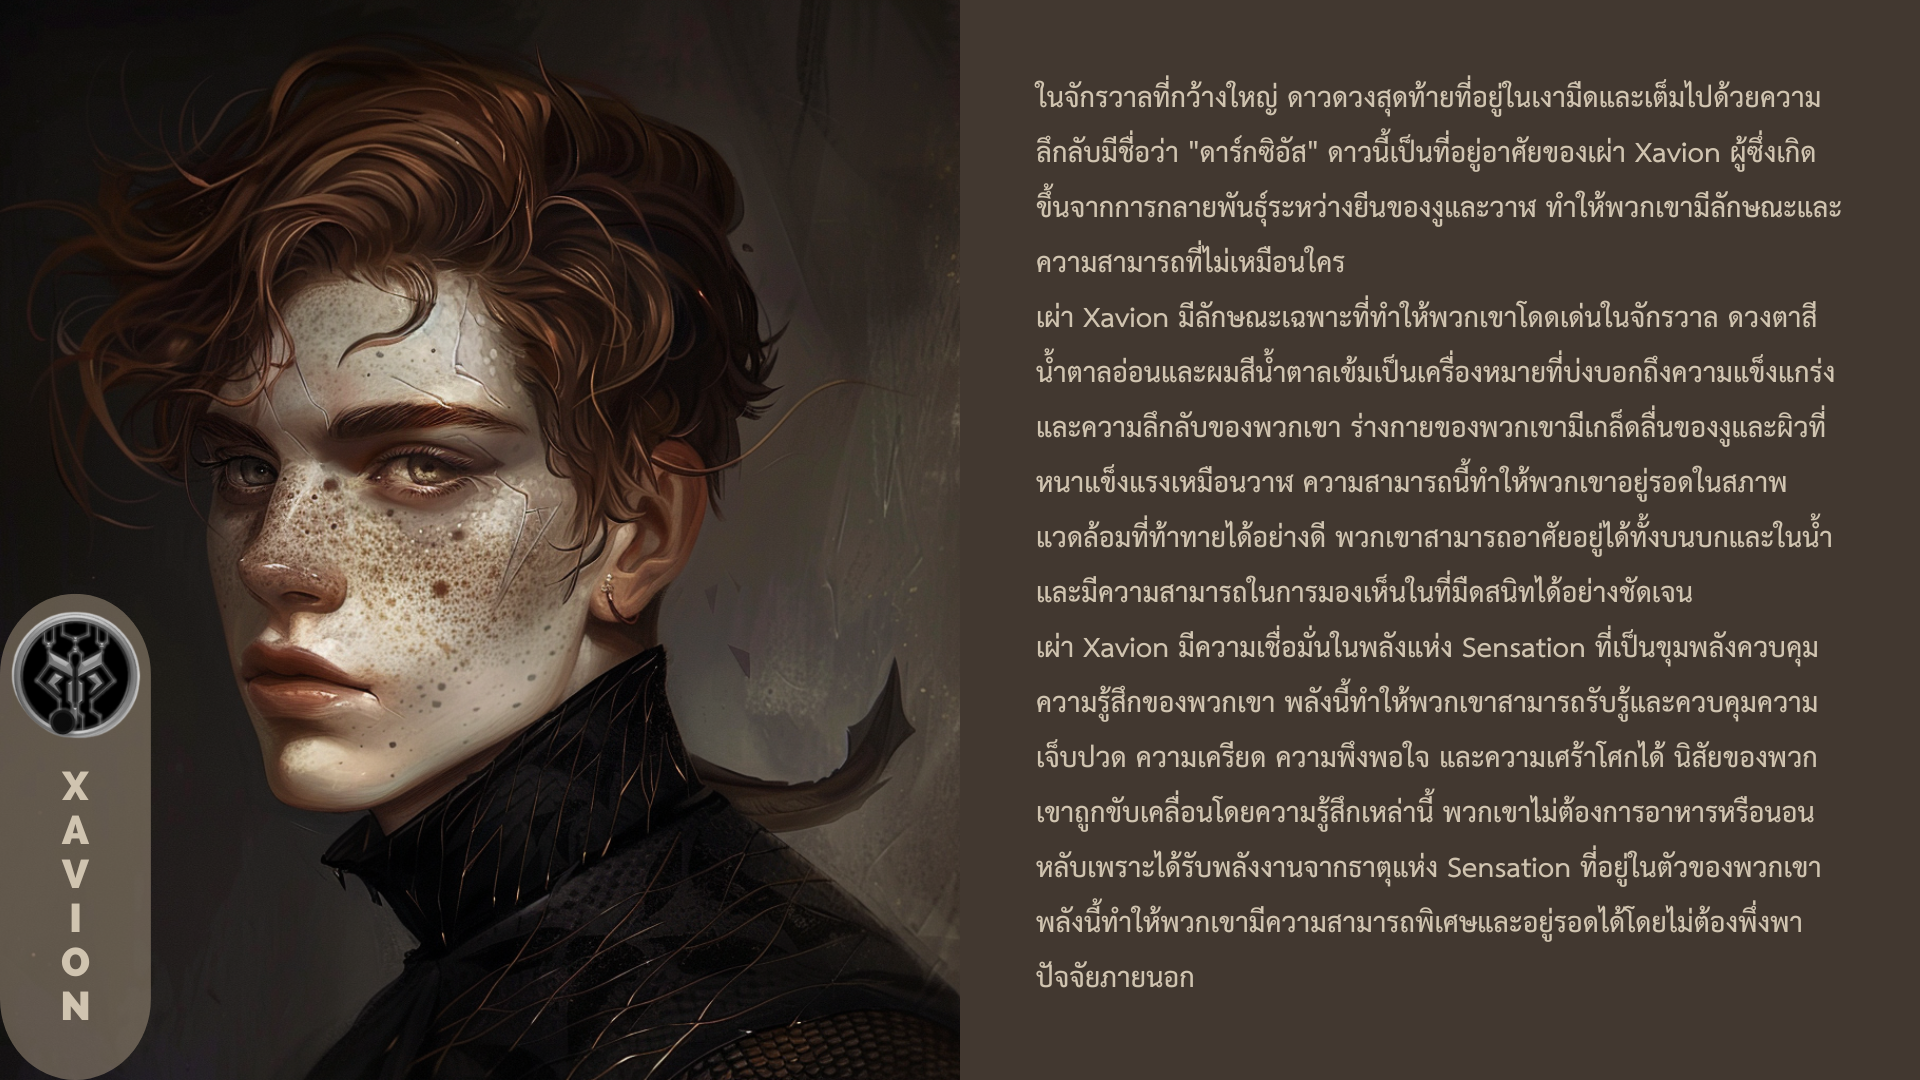 ในจักรวาลที่กว้างใหญ่ ดาวดวงสุดท้ายที่อยู่ในเงามืดและเต็มไปด้วยความ
ลึกลับมีชื่อว่า "ดาร์กซิอัส" ดาวนี้เป็นที่อยู่อาศัยของเผ่า Xavion ผู้ซึ่งเกิด
ขึ้นจากการกลายพันธุ์ระหว่างยีนของงูและวาฬ ทำให้พวกเขามีลักษณะและ
ความสามารถที่ไม่เหมือนใคร
เผ่า Xavion มีลักษณะเฉพาะที่ทำให้พวกเขาโดดเด่นในจักรวาล ดวงตาสี
น้ำตาลอ่อนและผมสีน้ำตาลเข้มเป็นเครื่องหมายที่บ่งบอกถึงความแข็งแกร่ง
และความลึกลับของพวกเขา ร่างกายของพวกเขามีเกล็ดลื่นของงูและผิวที่
หนาแข็งแรงเหมือนวาฬ ความสามารถนี้ทำให้พวกเขาอยู่รอดในสภาพ
แวดล้อมที่ท้าทายได้อย่างดี พวกเขาสามารถอาศัยอยู่ได้ทั้งบนบกและในน้ำ
และมีความสามารถในการมองเห็นในที่มืดสนิทได้อย่างชัดเจน
เผ่า Xavion มีความเชื่อมั่นในพลังแห่ง Sensation ที่เป็นขุมพลังควบคุม
ความรู้สึกของพวกเขา พลังนี้ทำให้พวกเขาสามารถรับรู้และควบคุมความ
เจ็บปวด ความเครียด ความพึงพอใจ และความเศร้าโศกได้ นิสัยของพวก
เขาถูกขับเคลื่อนโดยความรู้สึกเหล่านี้ พวกเขาไม่ต้องการอาหารหรือนอน
หลับเพราะได้รับพลังงานจากธาตุแห่ง Sensation ที่อยู่ในตัวของพวกเขา
พลังนี้ทำให้พวกเขามีความสามารถพิเศษและอยู่รอดได้โดยไม่ต้องพึ่งพา
ปัจจัยภายนอก
XAVION